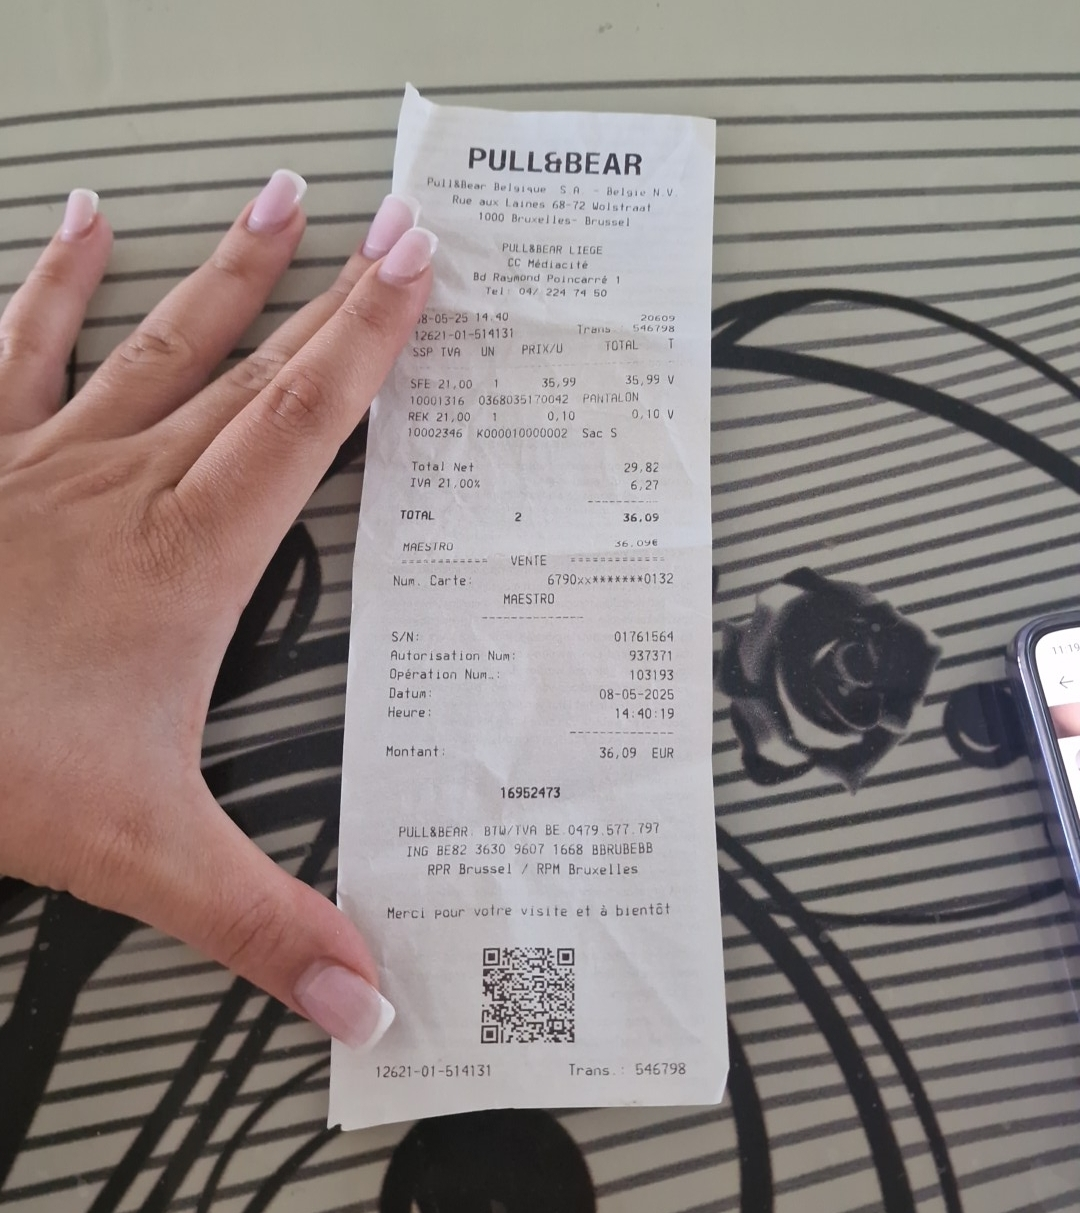 PULL&BEAR
Pull&Bear Belgique S.A. - Belgie N.V.
Rue aux Laines 68-72 Wolstraat
1000 Bruxelles- Brussel
PULL&BEAR LIEGE
CC Médiacité
Bd Raymond Poincarré 1
Tel: 04/ 224 74 50
8-05-25 14:40 20609
12621-01-514131 Trans.: 546798
SSP TVA UN PRIX/U TOTAL T
SFE 21,00 1 35,99 35,99 V
10001316 0368035170042 PANTALON
REK 21,00 1 0,10 0,10 V
10002346 K000010000002 Sac S
Total Net 29,82
IVA 21.00% 6,27
TOTAL 2 36,09
MAESTRO 36,09€
============ VENTE =============
Num. Carte: 6790xx*******0132
MAESTRO
S/N: 01761564
Autorisation Num: 937371
Opération Num.: 103193
Datum: 08-05-2025
Heure: 14:40:19
Montant: 36,09 EUR
16952473
PULL&BEAR. BTW/TVA BE.0479.577.797
ING BE82 3630 9607 1668 BBRUBEBB
RPR Brussel / RPM Bruxelles
Merci pour votre visite et à bientôt
12621-01-514131 Trans.: 546798
11:19